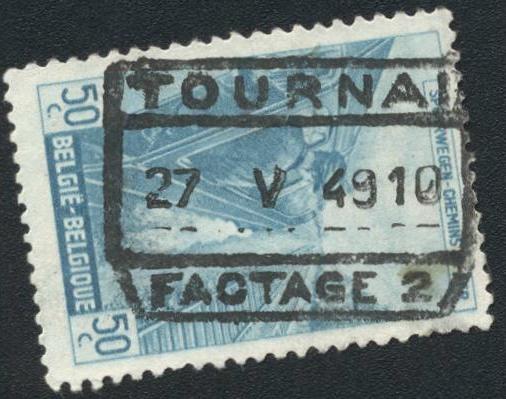 TOURNAI
27 V 4910
FACTAGE 2
50
C.
BELGIË-BELGIQUE
50
C.
SPOORWEGEN-CHEMINS